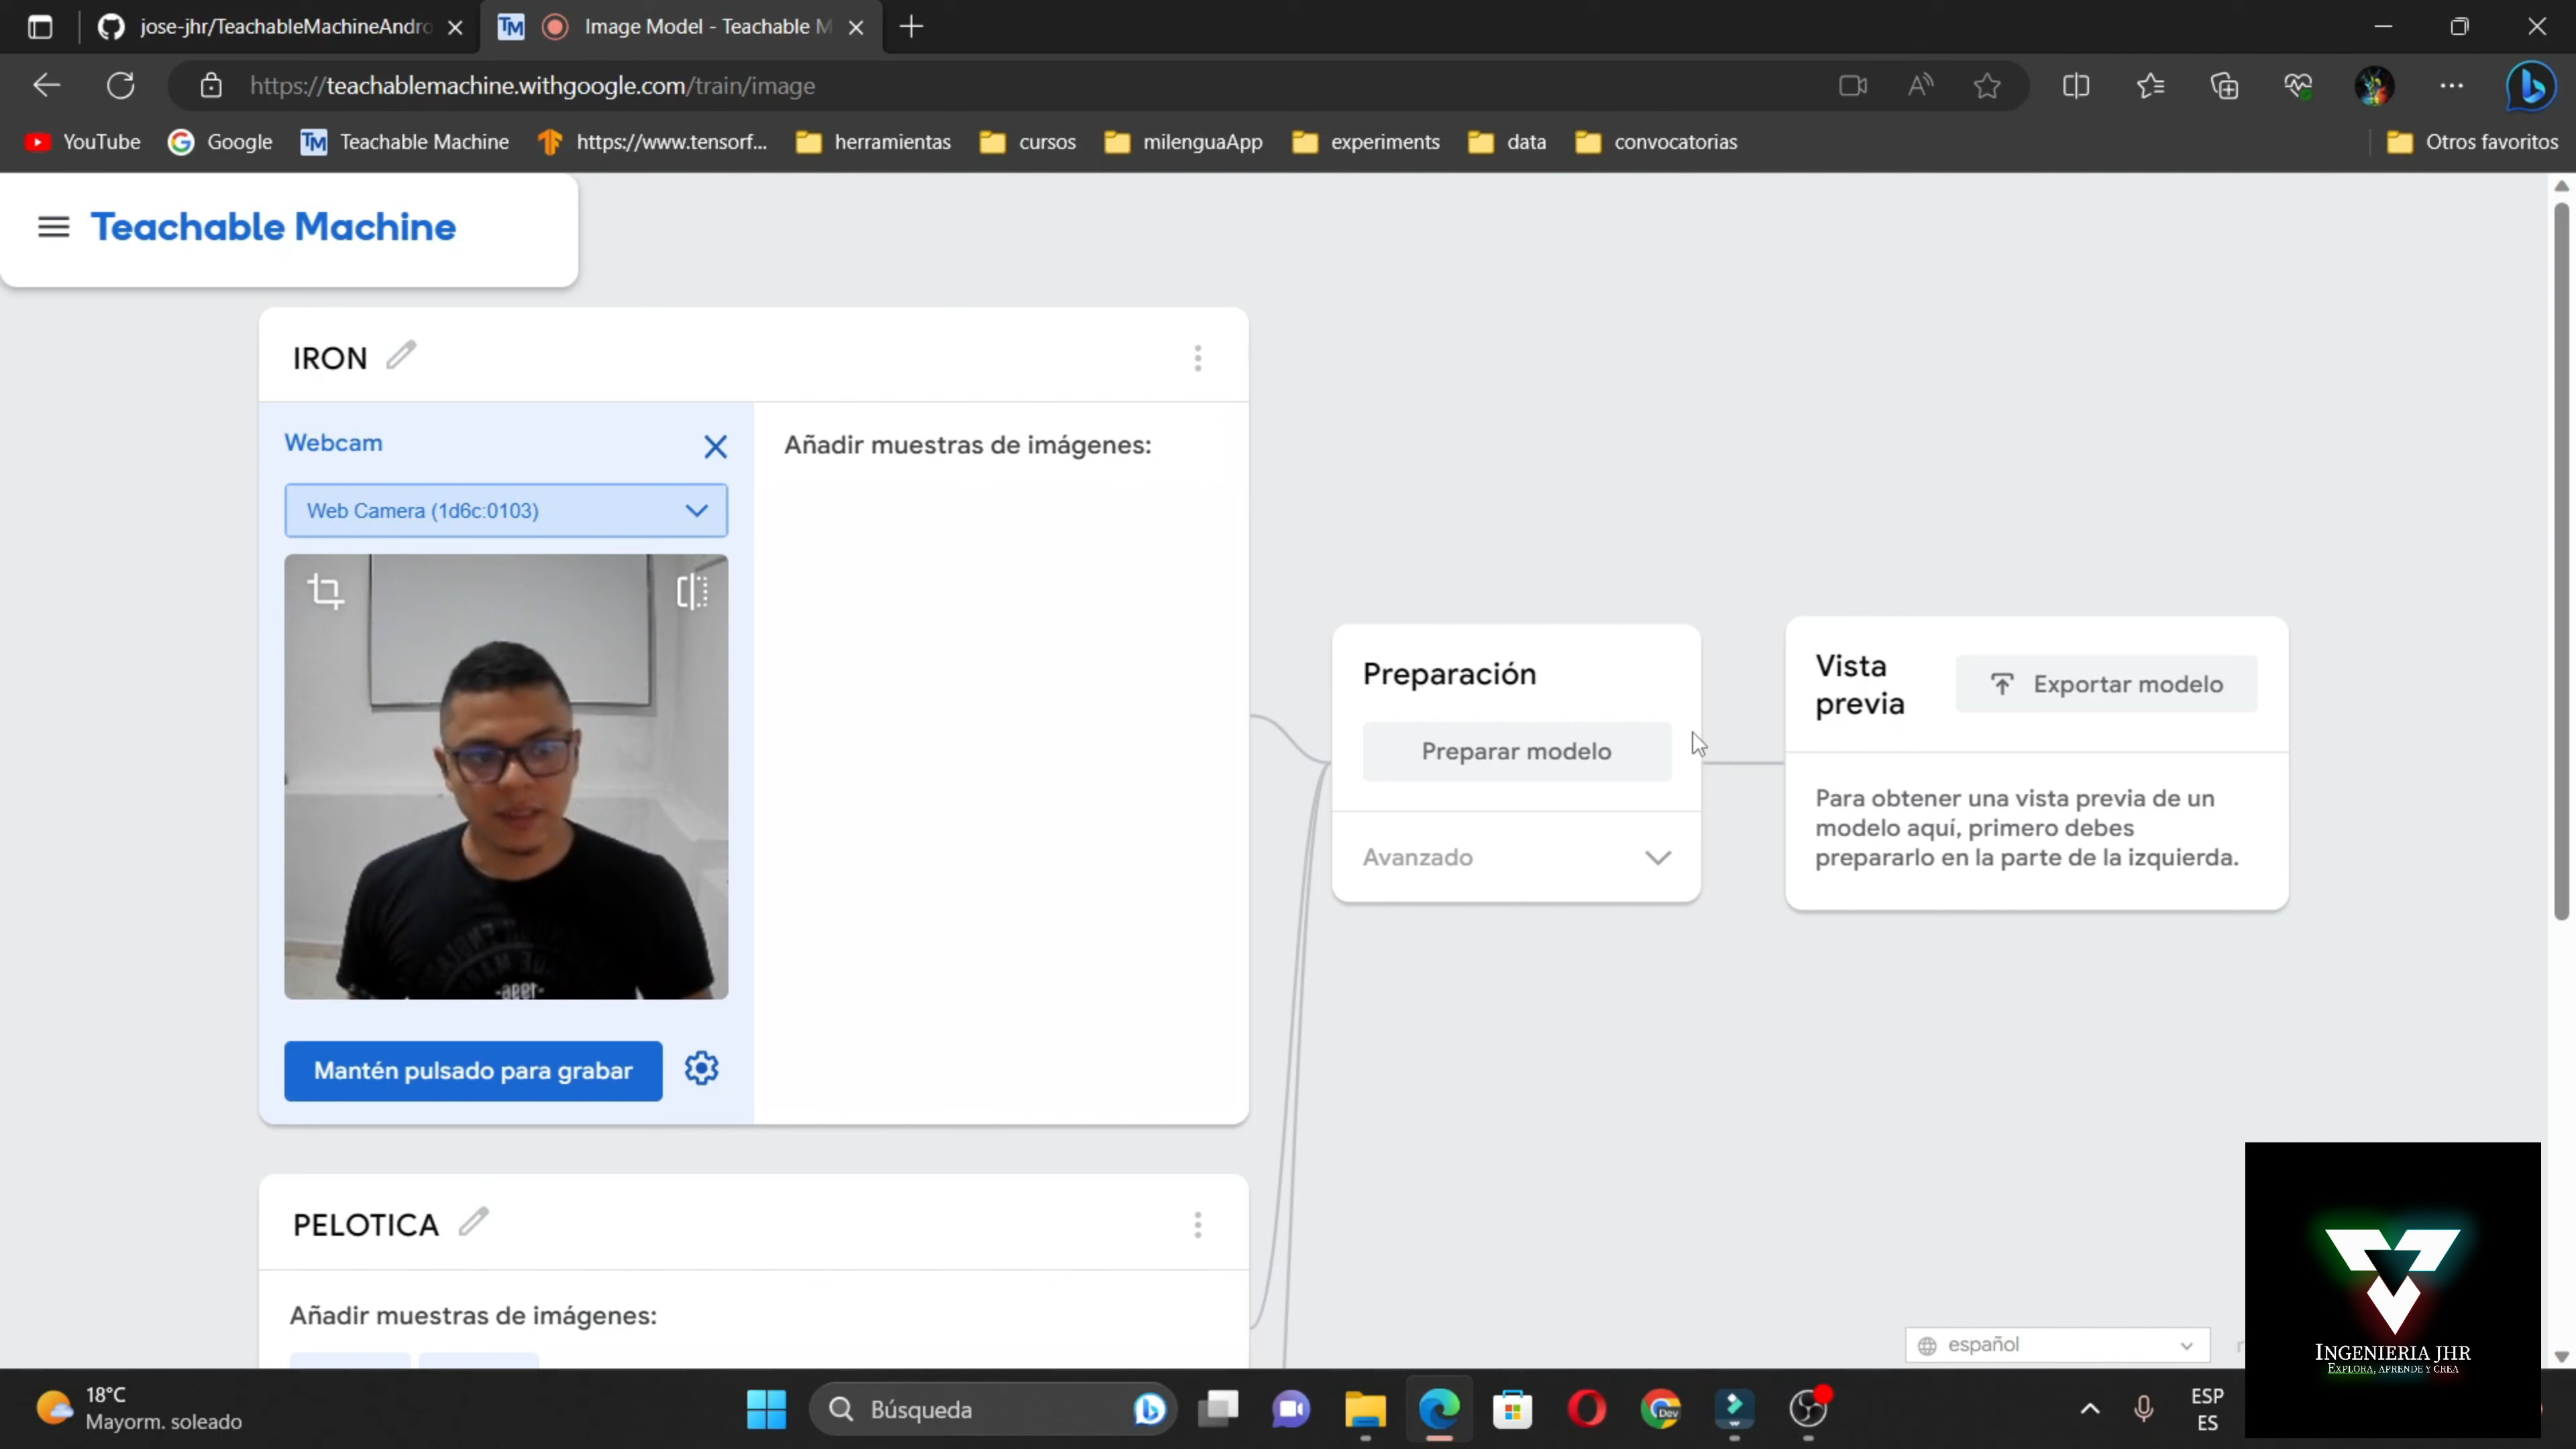 jose-jhr/TeachableMachineAndro
Image Model - Teachable M
https://teachablemachine.withgoogle.com/train/image
YouTube
Google
Teachable Machine
https://www.tensorf...
herramientas
cursos
milenguaApp
experiments
data
convocatorias
Otros favoritos
Teachable Machine
IRON
Webcam
Añadir muestras de imágenes:
Web Camera (1d6c:0103)
Preparación
Preparar modelo
Avanzado
Vista
previa
Exportar modelo
Para obtener una vista previa de un
modelo aquí, primero debes
prepararlo en la parte de la izquierda.
-1996-
Mantén pulsado para grabar
PELOTICA
Añadir muestras de imágenes:
español
INGENIERIA JHR
EXPLORA, APRENDE Y CREA
18°C
Mayorm. soleado
Búsqueda
Dev
ESP
ES